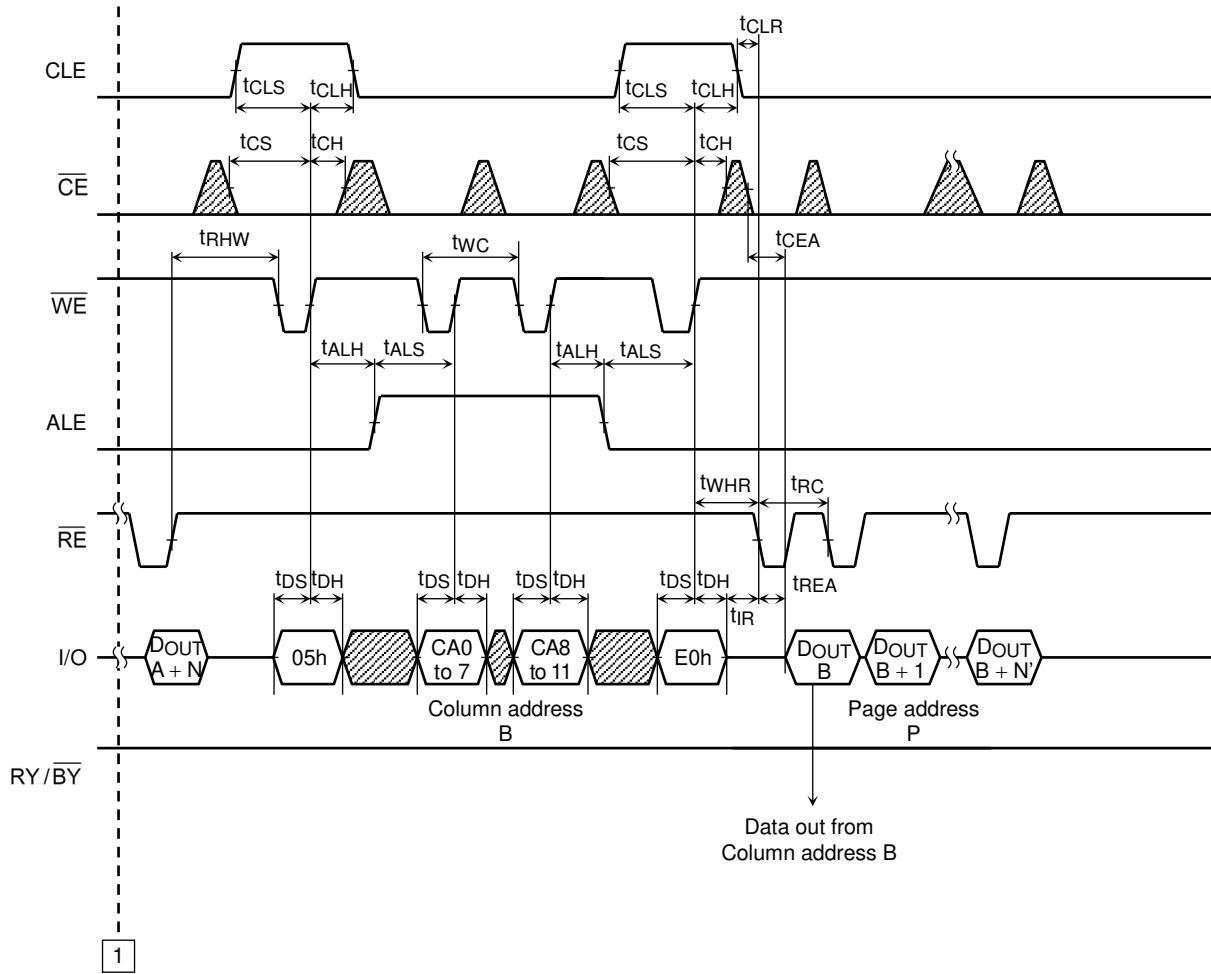 tCLR
CLE
tCLS tCLH tCLS tCLH
tCS tCH tCS tCH
CE
tRHW tWC tCEA
WE
tALH tALS tALH tALS
ALE
tWHR tRC
RE
tDS tDH tDS tDH tDS tDH tDS tDH tIR tREA
I/O
DOUT A + N 05h CA0 to 7 CA8 to 11 E0h DOUT B DOUT B + 1 DOUT B + N'
Column address
B
Page address
P
RY/BY
Data out from
Column address B
1